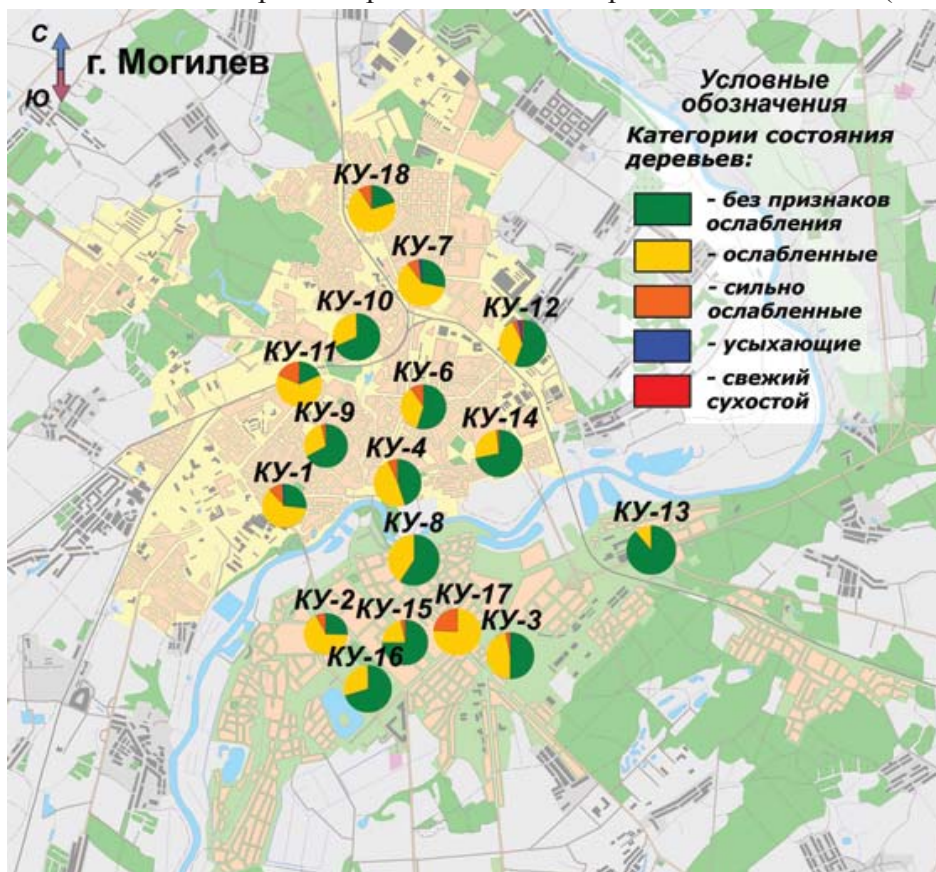 С
Ю
г. Могилев
Условные
обозначения
Категории состояния
деревьев:
- без признаков
ослабления
- ослабленные
- сильно
ослабленные
- усыхающие
- свежий
сухостой
КУ-18
КУ-7
КУ-10
КУ-12
КУ-11
КУ-6
КУ-9
КУ-14
КУ-4
КУ-1
КУ-8
КУ-13
КУ-2
КУ-15
КУ-17
КУ-3
КУ-16